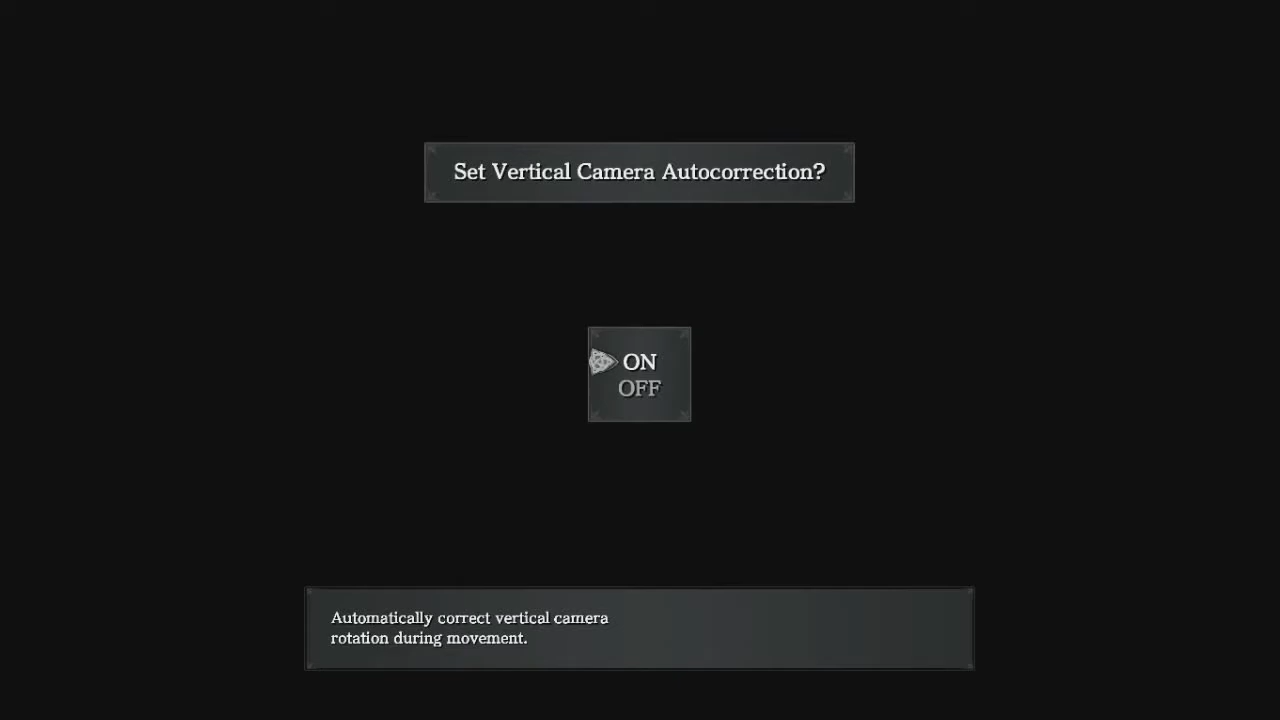 Set Vertical Camera Autocorrection?
ON
OFF
Automatically correct vertical camera
rotation during movement.